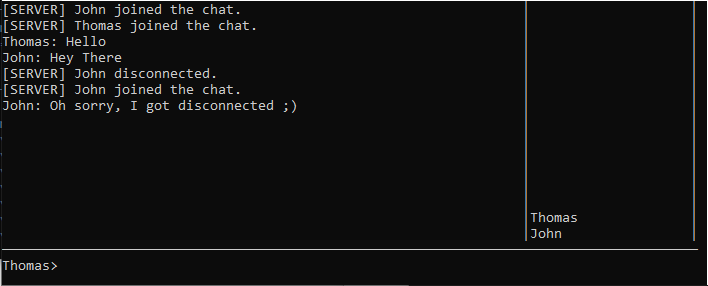 [SERVER] John joined the chat.
[SERVER] Thomas joined the chat.
Thomas: Hello
John: Hey There
[SERVER] John disconnected.
[SERVER] John joined the chat.
John: Oh sorry, I got disconnected ;)
Thomas
John
Thomas>